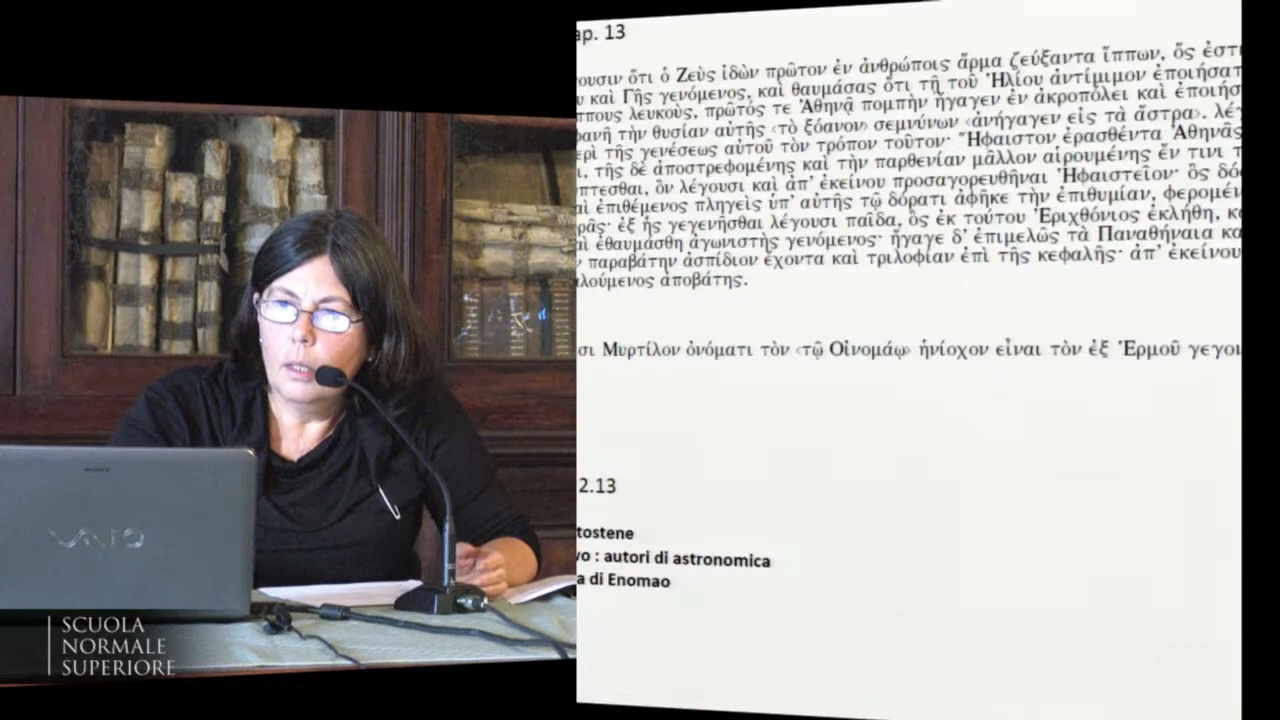 ap. 13
γουσιν ὅτι ὁ Ζεὺς ἰδὼν πρῶτον ἐν ἀνθρώποις ἅρμα ζεύξαντα ἵππων, ὅς ἐστι
υ καὶ Γῆς γενόμενος, καὶ θαυμάσας ὅτι τῇ τοῦ Ἡλίου ἀντίμιμον ἐποιήσατ
ππους λευκούς, πρῶτός τε Ἀθηνᾷ πομπὴν ἤγαγεν ἐν ἀκροπόλει καὶ ἐποιήσ
φανῆ τὴν θυσίαν αὐτῆς ‹τὸ ξόανον› σεμνύνων ‹ἀνήγαγεν εἰς τὰ ἄστρα›. λέγ
ερὶ τῆς γενέσεως αὐτοῦ τὸν τρόπον τοῦτον· Ἥφαιστον ἐρασθέντα Ἀθηνᾶς
ι, τῆς δὲ ἀποστρεφομένης καὶ τὴν παρθενίαν μᾶλλον αἱρουμένης ἔν τινι τ
πτεσθαι, ὃν λέγουσι καὶ ἀπ' ἐκείνου προσαγορευθῆναι Ἡφαιστεῖον· ὃς δό
αὶ ἐπιθέμενος πληγεὶς ὑπ' αὐτῆς τῷ δόρατι ἀφῆκε τὴν ἐπιθυμίαν, φερομέν
ρᾶς· ἐξ ἧς γεγενῆσθαι λέγουσι παῖδα, ὃς ἐκ τούτου Ἐριχθόνιος ἐκλήθη, κα
αὶ ἐθαυμάσθη ἀγωνιστὴς γενόμενος· ἤγαγε δ' ἐπιμελῶς τὰ Παναθήναια κα
ν παραβάτην ἀσπίδιον ἔχοντα καὶ τριλοφίαν ἐπὶ τῆς κεφαλῆς· ἀπ' ἐκείνου
αλούμενος ἀποβάτης.
σι Μυρτίλον ὀνόματι τὸν ‹τῷ Οἰνομάῳ› ἡνίοχον εἶναι τὸν ἐξ Ἑρμοῦ γεγον
2.13
tostene
vo : autori di astronomica
a di Enomao
SONY
VAIO
SCUOLA
NORMALE
SUPERIORE